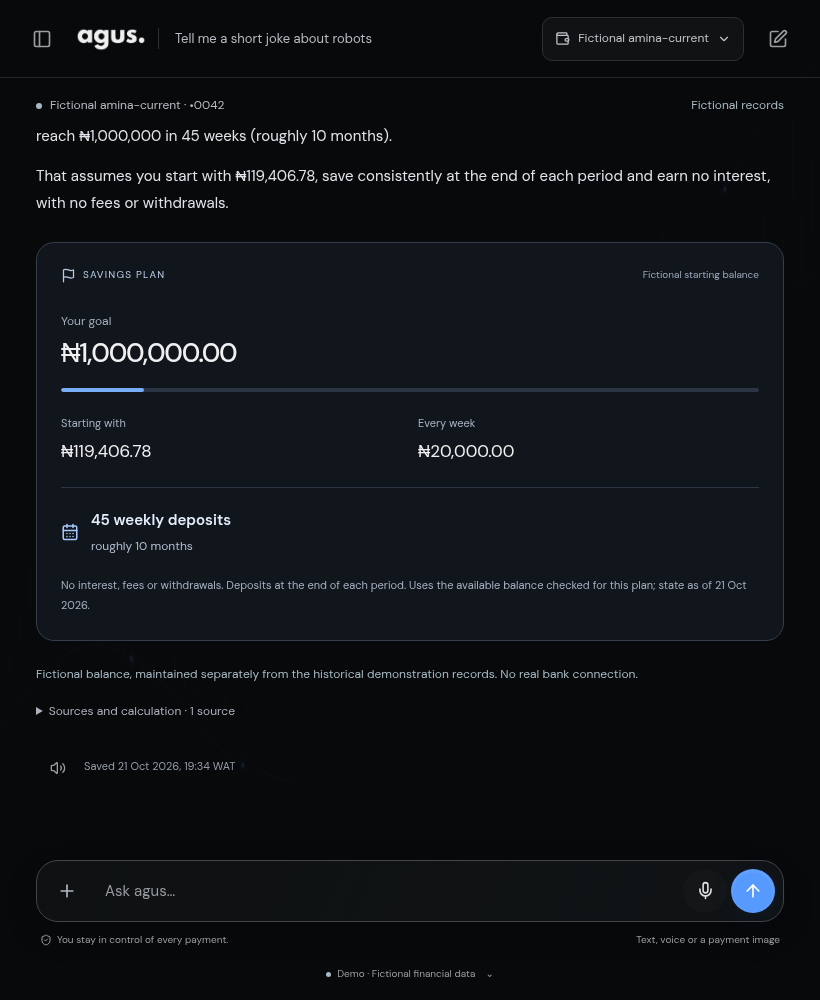 agus.
Tell me a short joke about robots
Fictional amina-current
Fictional amina-current · •0042
Fictional records
reach ₦1,000,000 in 45 weeks (roughly 10 months).
That assumes you start with ₦119,406.78, save consistently at the end of each period and earn no interest,
with no fees or withdrawals.
SAVINGS PLAN
Fictional starting balance
Your goal
₦1,000,000.00
Starting with
Every week
₦119,406.78
₦20,000.00
45 weekly deposits
roughly 10 months
No interest, fees or withdrawals. Deposits at the end of each period. Uses the available balance checked for this plan; state as of 21 Oct
2026.
Fictional balance, maintained separately from the historical demonstration records. No real bank connection.
Sources and calculation · 1 source
Saved 21 Oct 2026, 19:34 WAT
Ask agus...
You stay in control of every payment.
Text, voice or a payment image
Demo · Fictional financial data